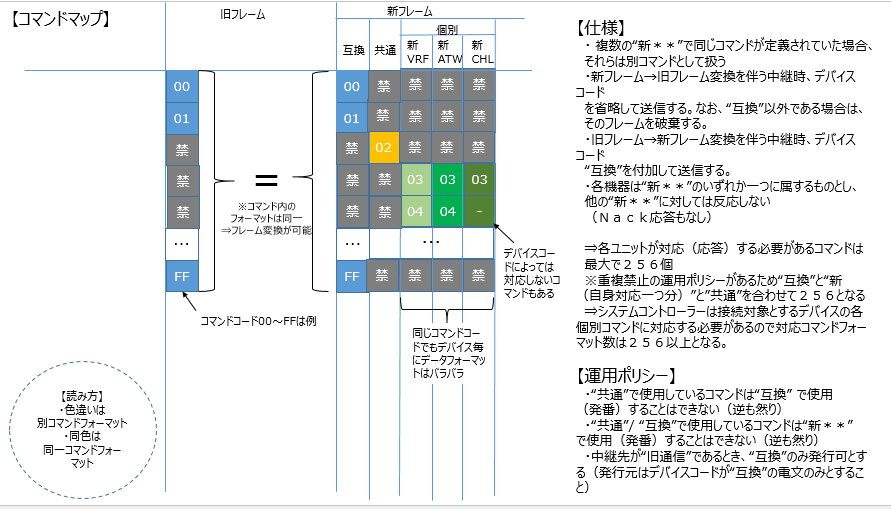 【コマンドマップ】
旧フレーム
新フレーム
個別
互換
共通
新
VRF
新
ATW
新
CHL
00
00
禁
禁
禁
禁
01
01
禁
禁
禁
禁
禁
禁
02
禁
禁
禁
禁
禁
禁
03
03
03
禁
禁
禁
04
04
-
…
…
…
FF
FF
禁
禁
禁
禁
=
※コマンド内の
フォーマットは同一
⇒フレーム変換が可能
コマンドコード00～FFは例
デバイスコー
ドによっては
対応しないコ
マンドもある
同じコマンドコー
ドでもデバイス毎
にデータフォーマッ
トはバラバラ
【読み方】
・色違いは
別コマンドフォーマット
・同色は
同一コマンドフォー
マット
【仕様】
・ 複数の“新＊＊”で同じコマンドが定義されていた場合、
それらは別コマンドとして扱う
・新フレーム→旧フレーム変換を伴う中継時、デバイス
コード
を省略して送信する。なお、“互換”以外である場合は、
そのフレームを破棄する。
・旧フレーム→新フレーム変換を伴う中継時、デバイス
コード
“互換”を付加して送信する。
・各機器は“新＊＊”のいずれか一つに属するものとし、
他の“新＊＊”に対しては反応しない
（Ｎａｃｋ応答もなし）
⇒各ユニットが対応（応答）する必要があるコマンドは
最大で２５６個
※重複禁止の運用ポリシーがあるため“互換”と“新
（自身対応一つ分）”と“共通”を合わせて２５６となる
⇒システムコントローラーは接続対象とするデバイスの各
個別コマンドに対応する必要があるので対応コマンドフォー
マット数は２５６以上となる。
【運用ポリシー】
・“共通”で使用しているコマンドは“互換” で使用
（発番）することはできない（逆も然り）
・“共通”/ “互換”で使用しているコマンドは“新＊＊”
で使用（発番）することはできない（逆も然り）
・中継先が“旧通信”であるとき、“互換”のみ発行可とす
る（発行元はデバイスコードが“互換”の電文のみとするこ
と）